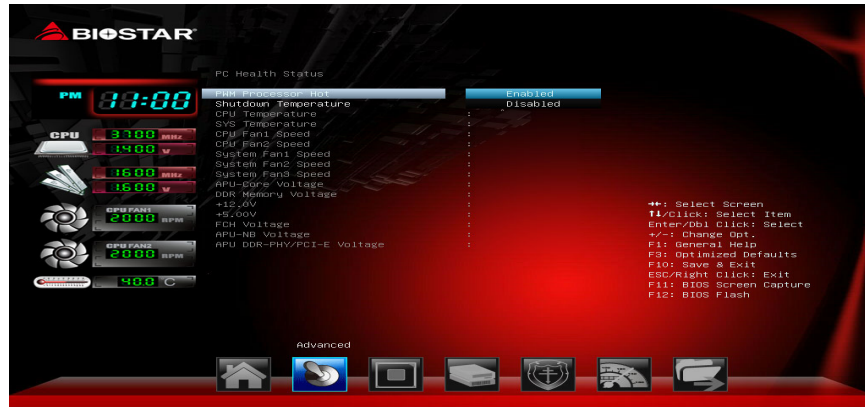 BIOSTAR
PC Health Status
PWM Processor Hot Enabled
Shutdown Temperature Disabled
CPU Temperature :
SYS Temperature :
CPU Fan1 Speed :
CPU Fan2 Speed :
System Fan1 Speed :
System Fan2 Speed :
System Fan3 Speed :
APU-Core Voltage :
DDR Memory Voltage :
+12.0V :
+5.00V :
FCH Voltage :
APU-NB Voltage :
APU DDR-PHY/PCI-E Voltage :
PM 11:00
CPU 3700 MHz
1.400 V
1600 MHz
1.600 V
CPU FAN1
2000 RPM
CPU FAN2
2000 RPM
40.0 C
→←: Select Screen
↑↓/Click: Select Item
Enter/Dbl Click: Select
+/-: Change Opt.
F1: General Help
F3: Optimized Defaults
F10: Save & Exit
ESC/Right Click: Exit
F11: BIOS Screen Capture
F12: BIOS Flash
Advanced